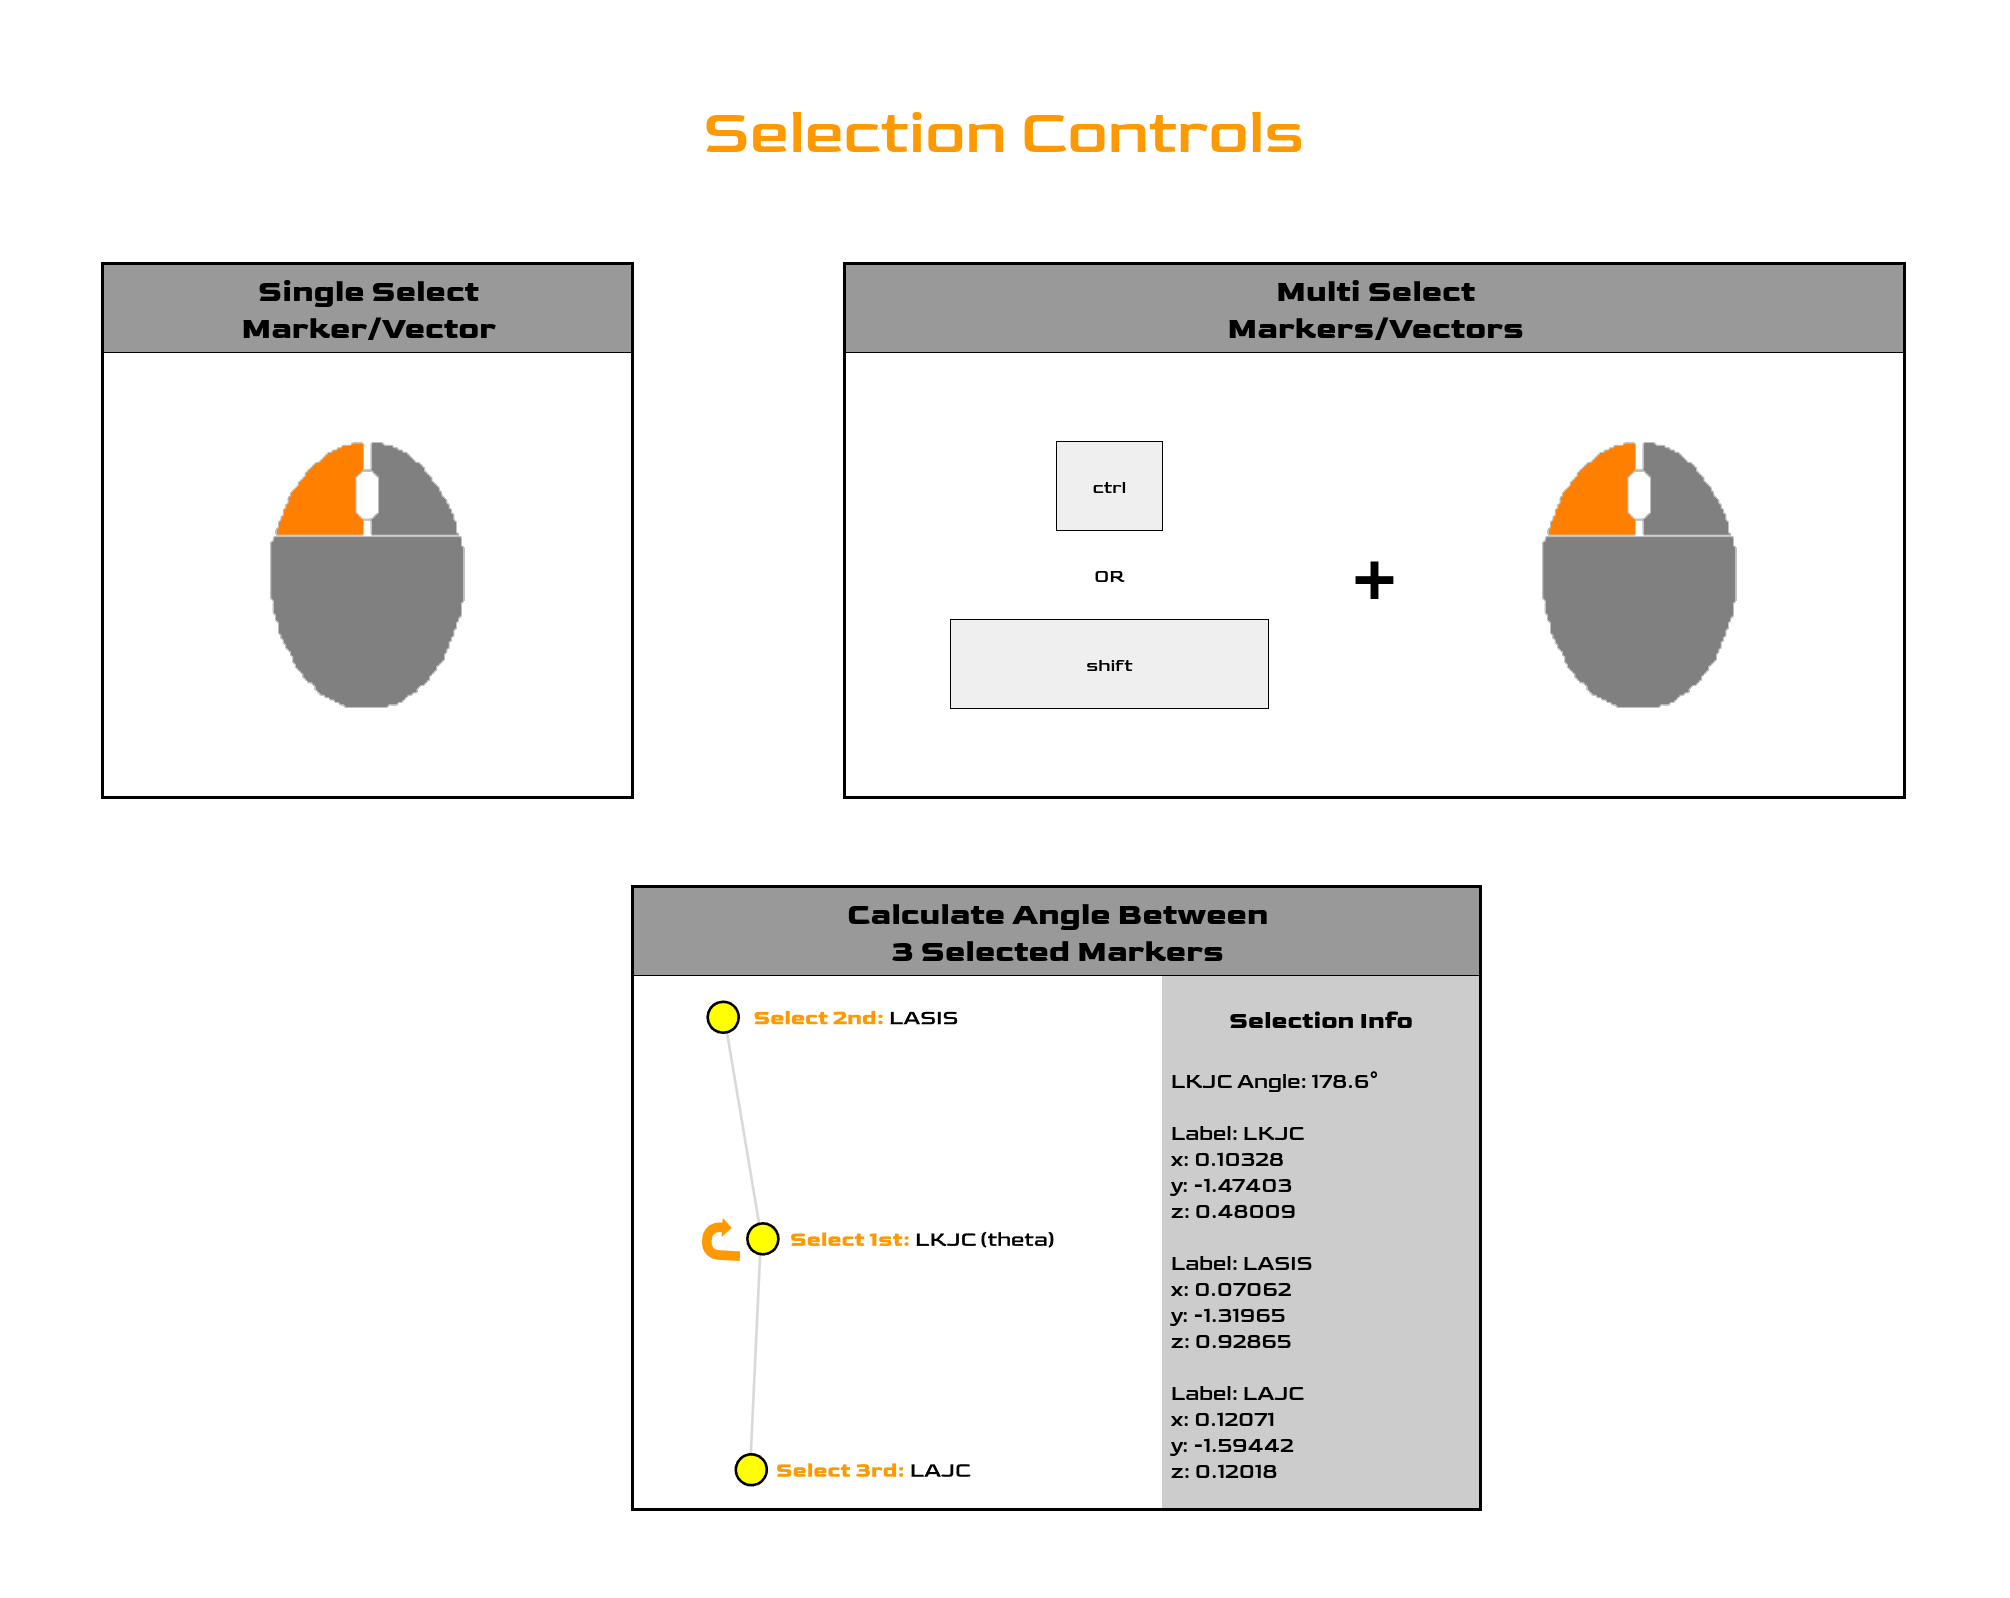 Selection Controls
Single Select
Marker/Vector
Multi Select
Markers/Vectors
ctrl
OR
+
shift
Calculate Angle Between
3 Selected Markers
Select 2nd: LASIS
Select 1st: LKJC (theta)
Select 3rd: LAJC
Selection Info
LKJC Angle: 178.6°
Label: LKJC
x: 0.10328
y: -1.47403
z: 0.48009
Label: LASIS
x: 0.07062
y: -1.31965
z: 0.92865
Label: LAJC
x: 0.12071
y: -1.59442
z: 0.12018